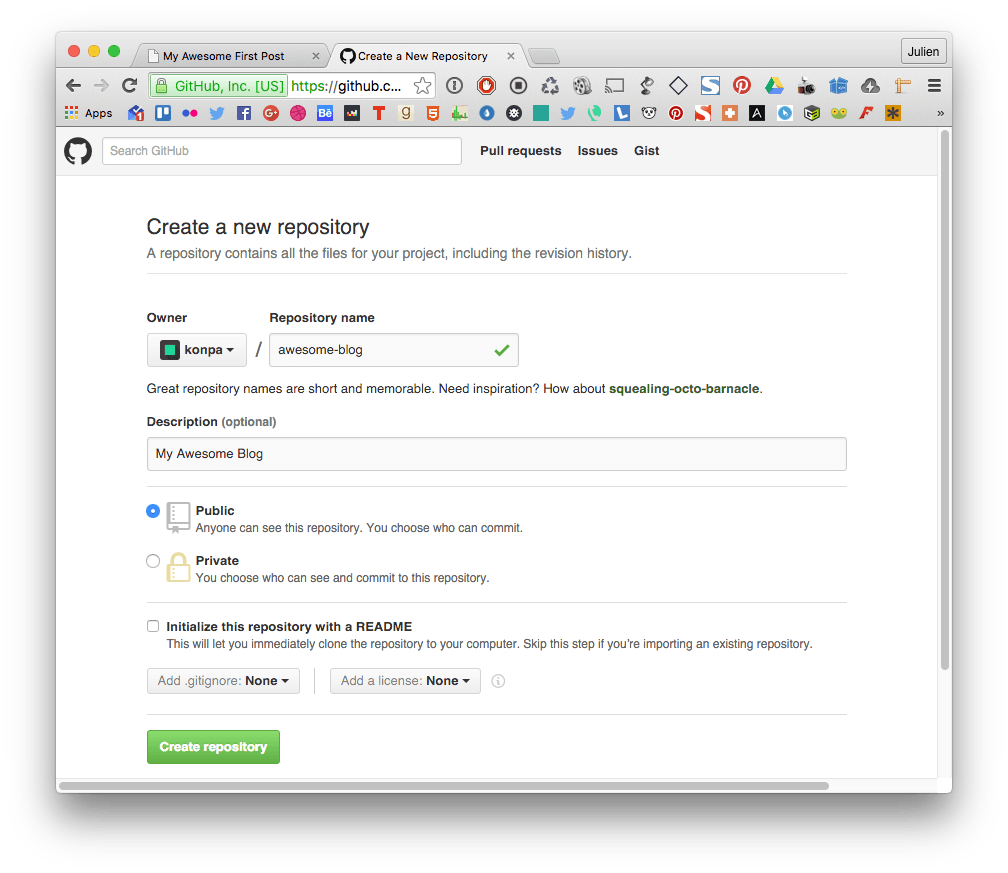 My Awesome First Post
Create a New Repository
Julien
GitHub, Inc. [US] https://github.c...
Apps
Search GitHub
Pull requests Issues Gist
Create a new repository
A repository contains all the files for your project, including the revision history.
Owner Repository name
konpa / awesome-blog
Great repository names are short and memorable. Need inspiration? How about squealing-octo-barnacle.
Description (optional)
My Awesome Blog
Public
Anyone can see this repository. You choose who can commit.
Private
You choose who can see and commit to this repository.
Initialize this repository with a README
This will let you immediately clone the repository to your computer. Skip this step if you’re importing an existing repository.
Add .gitignore: None Add a license: None
Create repository